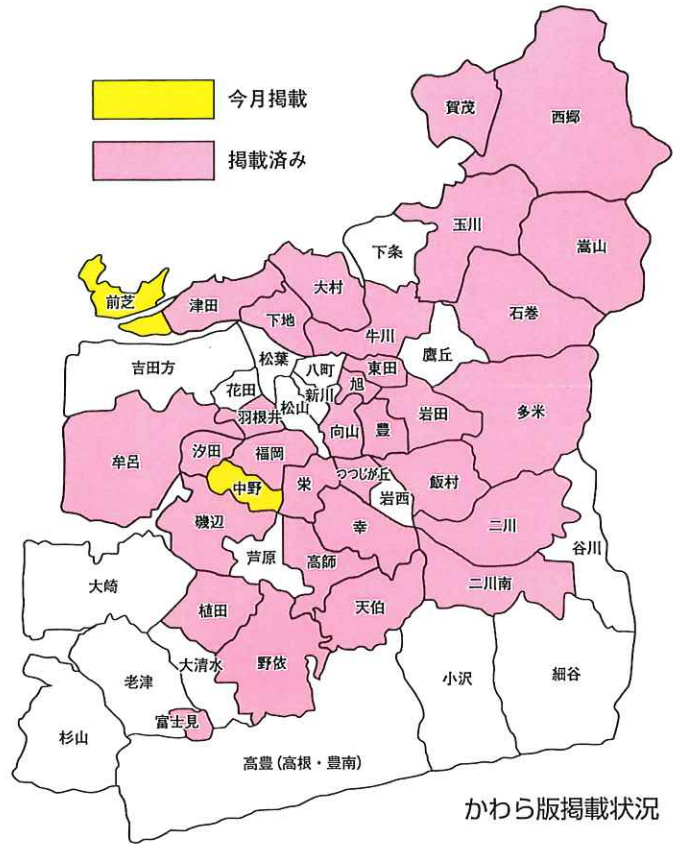 今月掲載
掲載済み
賀茂
西郷
下条
玉川
嵩山
前芝
津田
大村
下地
石巻
牛川
吉田方
松葉
八町
東田
鷹丘
花田
新川
旭
羽根井
松山
向山
豊
岩田
多米
牟呂
汐田
福岡
中野
栄
つつじが丘
岩西
飯村
磯辺
幸
二川
谷川
芦原
高師
大崎
二川南
植田
天伯
大清水
野依
老津
小沢
細谷
富士見
杉山
高豊(高根・豊南)
かわら版掲載状況